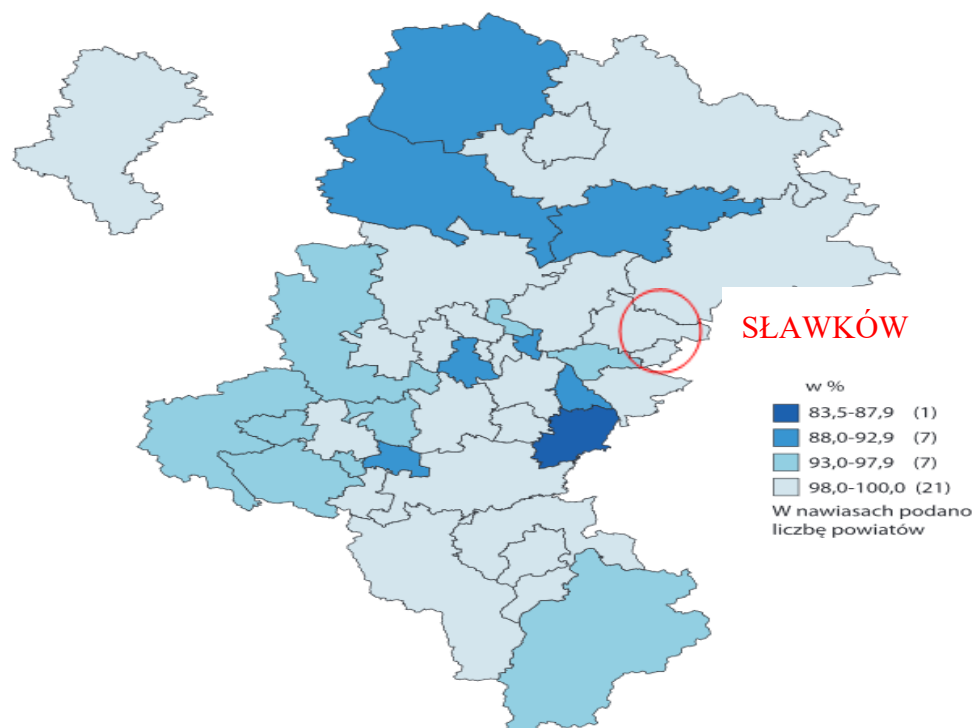 SŁAWKÓW
w %
83,5-87,9 (1)
88,0-92,9 (7)
93,0-97,9 (7)
98,0-100,0 (21)
W nawiasach podano
liczbę powiatów